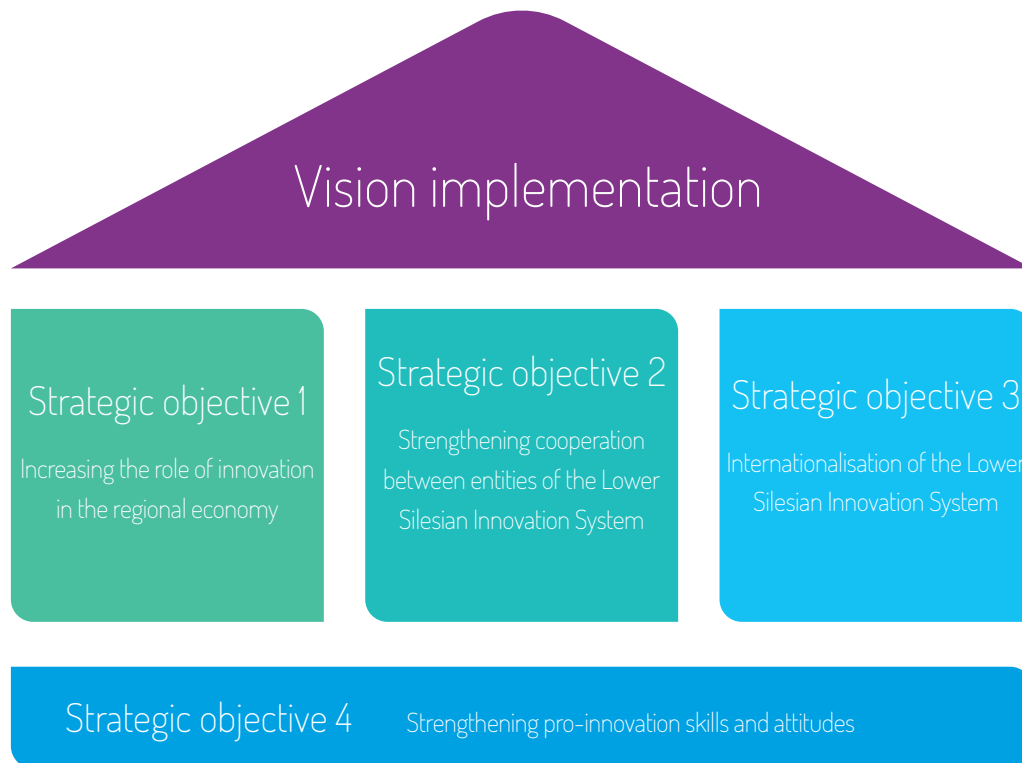 Vision implementation
Strategic objective 1
Increasing the role of innovation
in the regional economy
Strategic objective 2
Strengthening cooperation
between entities of the Lower
Silesian Innovation System
Strategic objective 3
Internationalisation of the Lower
Silesian Innovation System
Strategic objective 4 Strengthening pro-innovation skills and attitudes